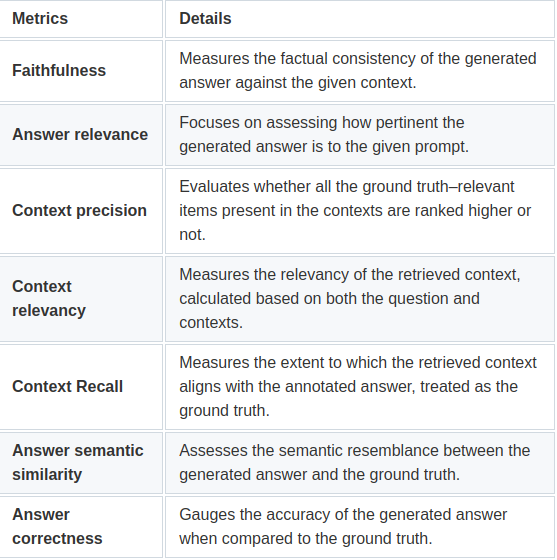 Metrics
Details
Faithfulness
Measures the factual consistency of the generated
answer against the given context.
Answer relevance
Focuses on assessing how pertinent the
generated answer is to the given prompt.
Context precision
Evaluates whether all the ground truth–relevant
items present in the contexts are ranked higher or
not.
Context
relevancy
Measures the relevancy of the retrieved context,
calculated based on both the question and
contexts.
Context Recall
Measures the extent to which the retrieved context
aligns with the annotated answer, treated as the
ground truth.
Answer semantic
similarity
Assesses the semantic resemblance between the
generated answer and the ground truth.
Answer
correctness
Gauges the accuracy of the generated answer
when compared to the ground truth.